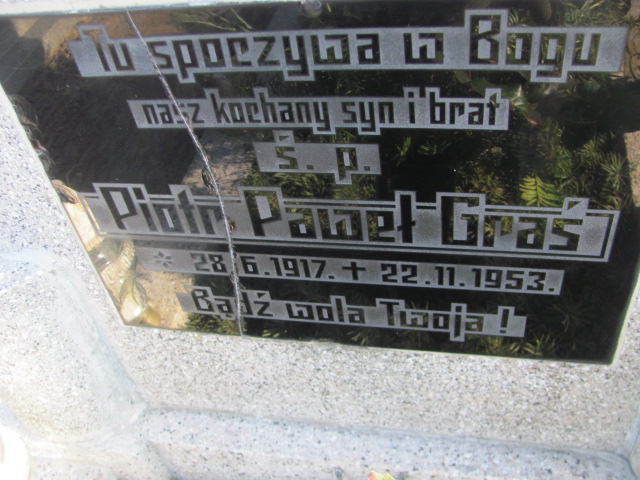 Tu spoczywa w Bogu
nasz kochany syn i brat
Ś. p.
Piotr Paweł Graś
* 28.6.1917. + 22.11.1953.
Bądź wola Twoja!